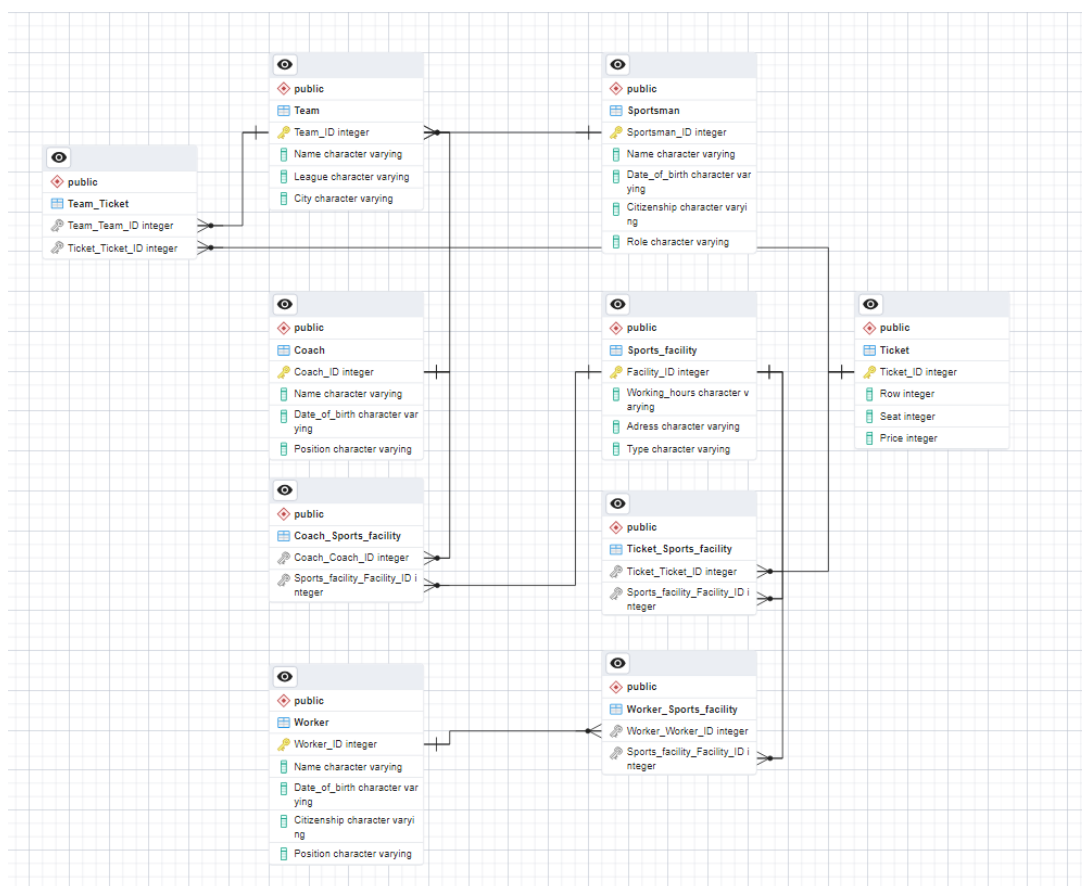 public
Team
Team_ID integer
Name character varying
League character varying
City character varying
public
Sportsman
Sportsman_ID integer
Name character varying
Date_of_birth character var
ying
Citizenship character varyi
ng
Role character varying
public
Team_Ticket
Team_Team_ID integer
Ticket_Ticket_ID integer
public
Coach
Coach_ID integer
Name character varying
Date_of_birth character var
ying
Position character varying
public
Sports_facility
Facility_ID integer
Working_hours character v
arying
Adress character varying
Type character varying
public
Ticket
Ticket_ID integer
Row integer
Seat integer
Price integer
public
Coach_Sports_facility
Coach_Coach_ID integer
Sports_facility_Facility_ID i
nteger
public
Ticket_Sports_facility
Ticket_Ticket_ID integer
Sports_facility_Facility_ID i
nteger
public
Worker
Worker_ID integer
Name character varying
Date_of_birth character var
ying
Citizenship character varyi
ng
Position character varying
public
Worker_Sports_facility
Worker_Worker_ID integer
Sports_facility_Facility_ID i
nteger